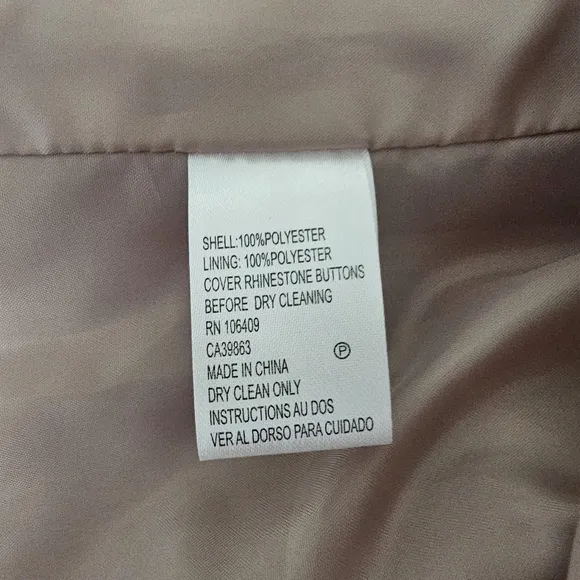 SHELL:100%POLYESTER
LINING: 100%POLYESTER
COVER RHINESTONE BUTTONS
BEFORE DRY CLEANING
RN 106409
CA39863
P
MADE IN CHINA
DRY CLEAN ONLY
INSTRUCTIONS AU DOS
VER AL DORSO PARA CUIDADO